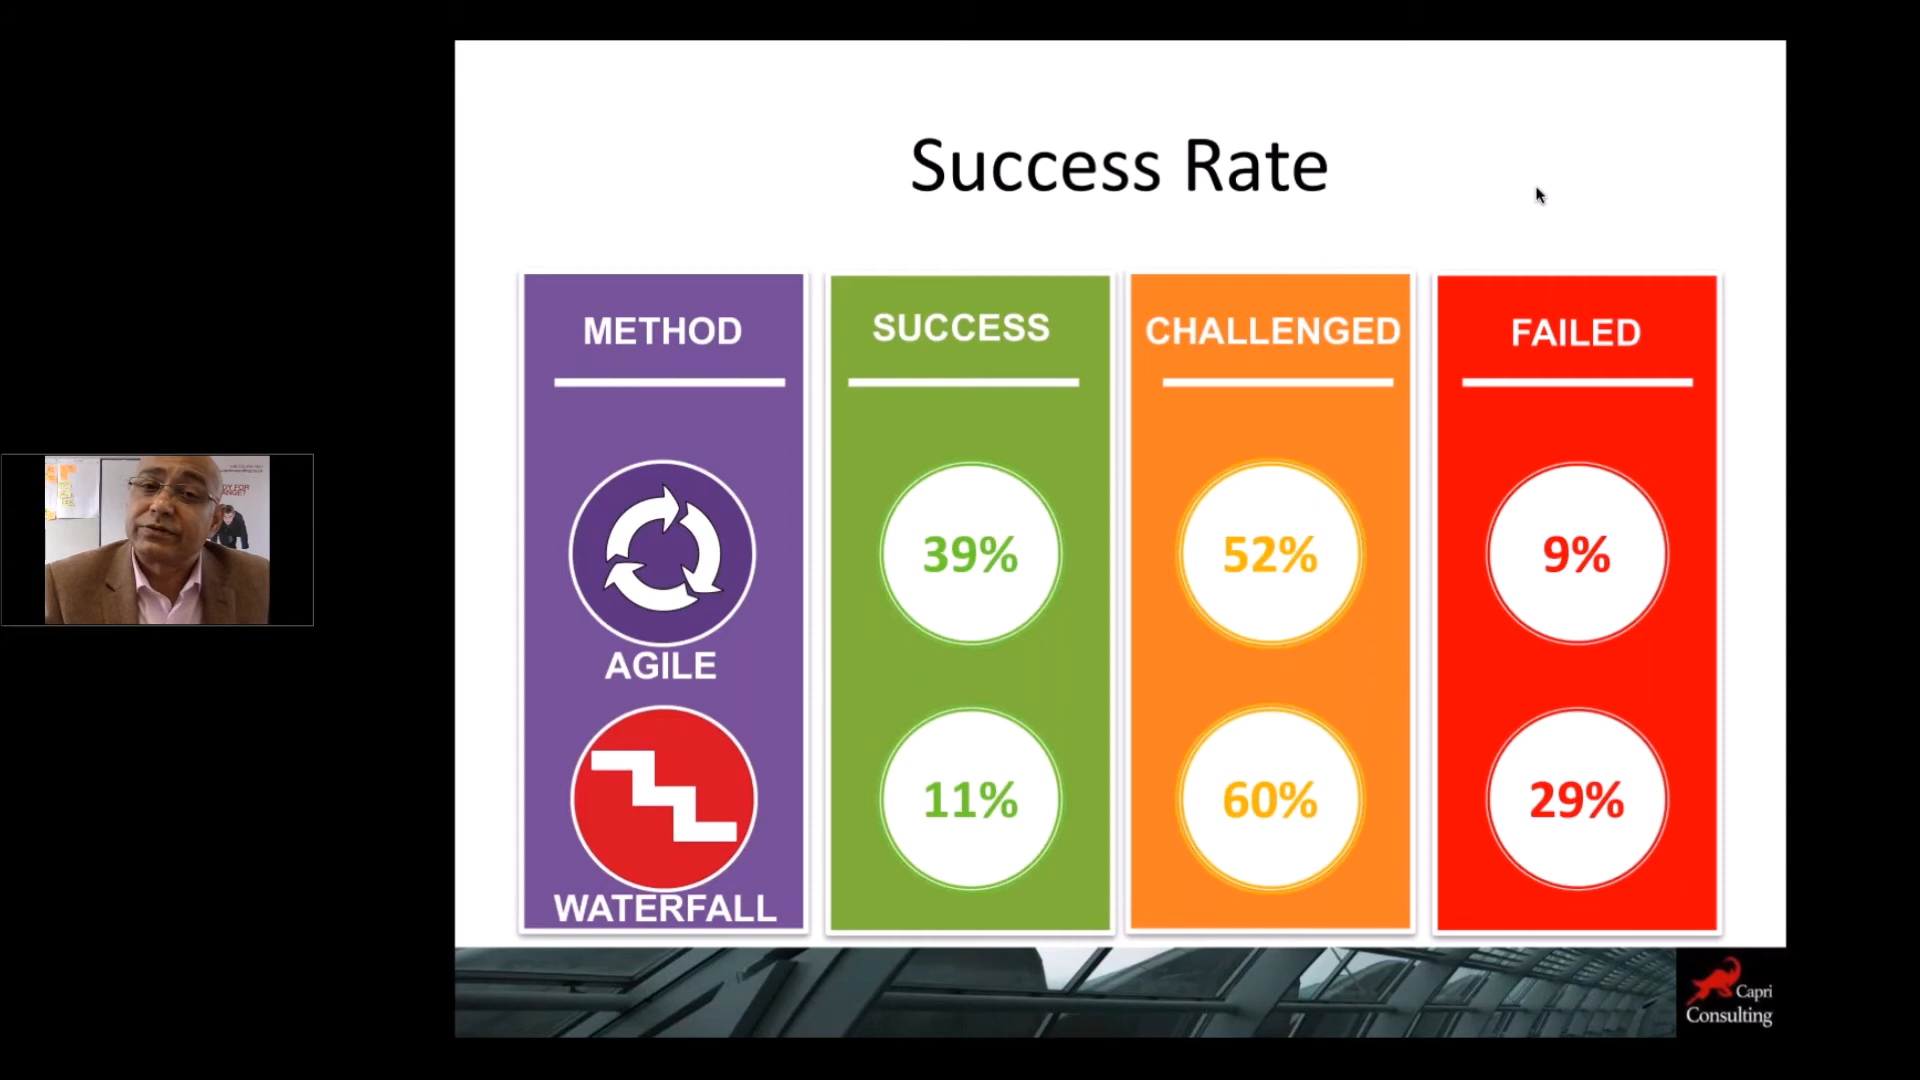 Success Rate
METHOD
SUCCESS
CHALLENGED
FAILED
AGILE
39%
52%
9%
WATERFALL
11%
60%
29%
Capri
Consulting